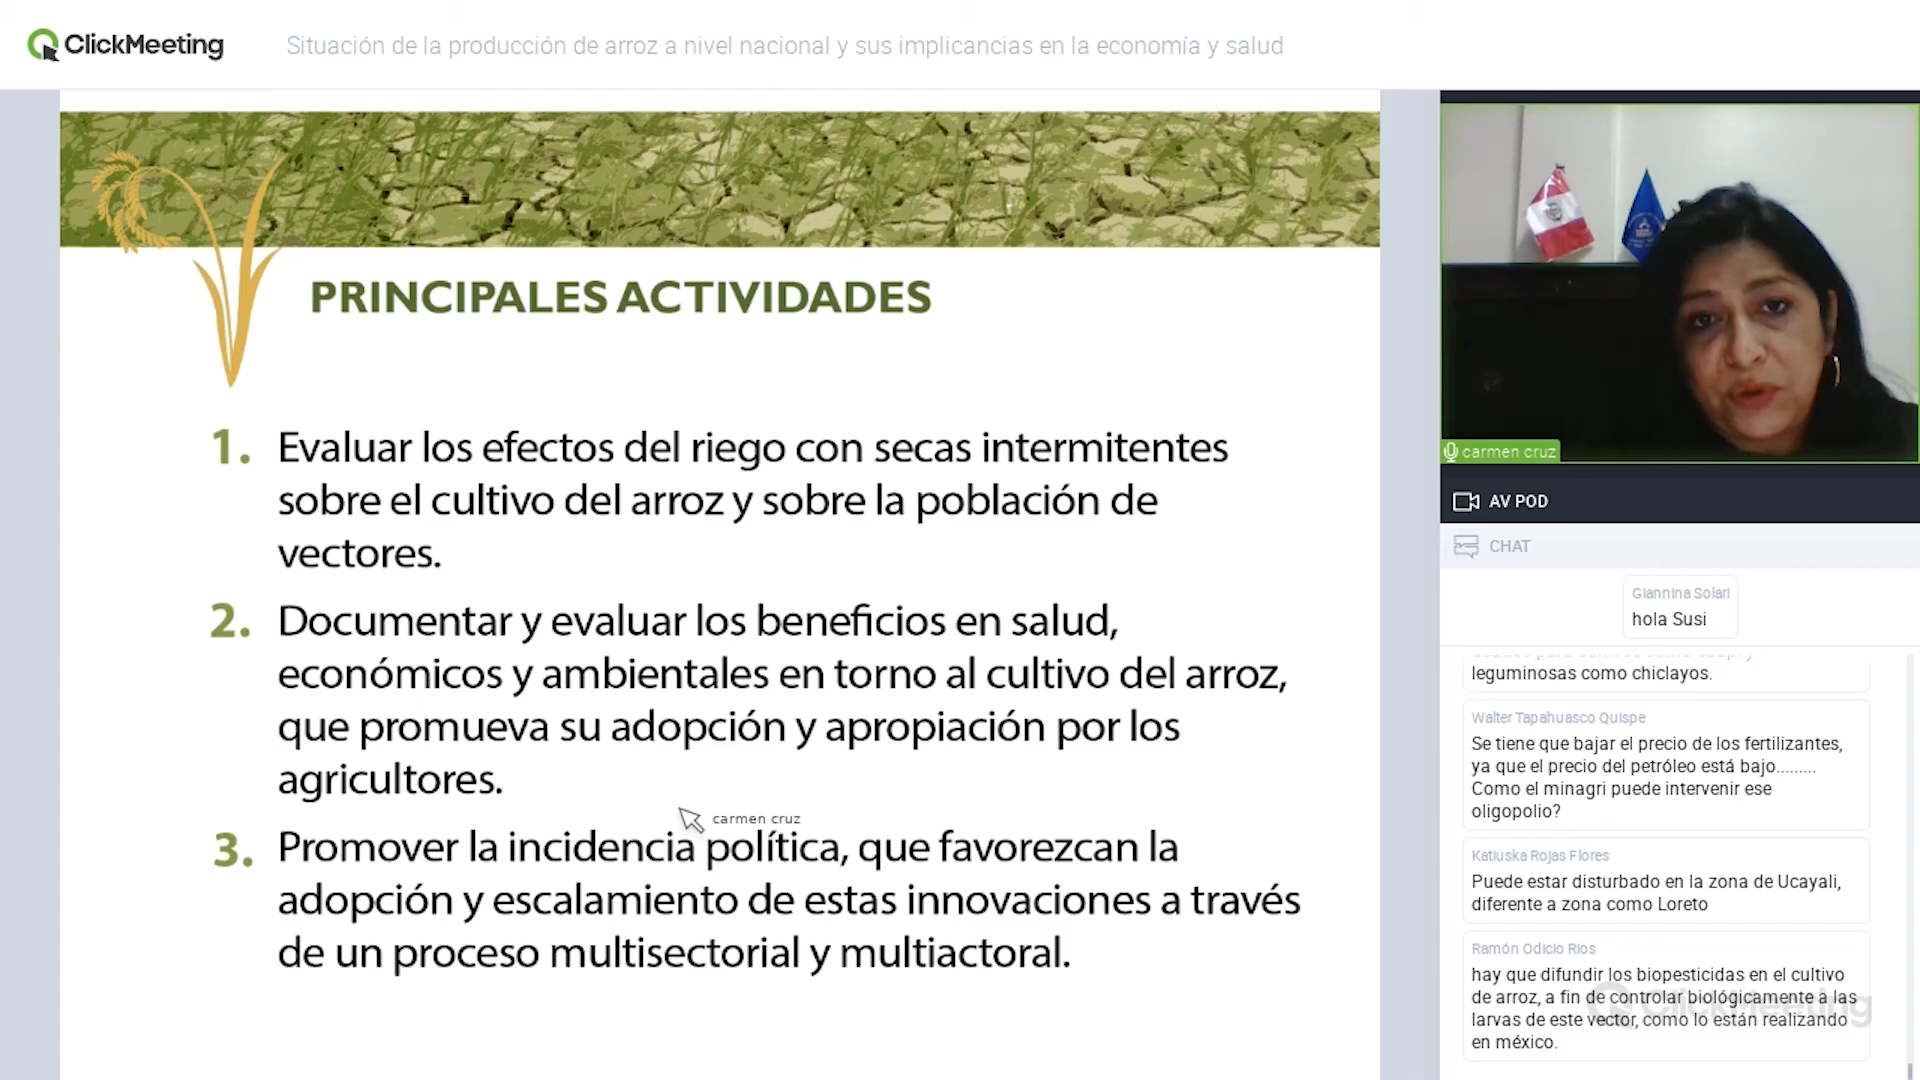 ClickMeeting
Situación de la producción de arroz a nivel nacional y sus implicancias en la economía y salud
PRINCIPALES ACTIVIDADES
1. Evaluar los efectos del riego con secas intermitentes
sobre el cultivo del arroz y sobre la población de
vectores.
2. Documentar y evaluar los beneficios en salud,
económicos y ambientales en torno al cultivo del arroz,
que promueva su adopción y apropiación por los
agricultores.
carmen cruz
3. Promover la incidencia política, que favorezcan la
adopción y escalamiento de estas innovaciones a través
de un proceso multisectorial y multiactoral.
carmen cruz
AV POD
CHAT
Giannina Solari
hola Susi
leguminosas como chiclayos.
Walter Tapahuasco Quispe
Se tiene que bajar el precio de los fertilizantes,
ya que el precio del petróleo está bajo.........
Como el minagri puede intervenir ese
oligopolio?
Katiuska Rojas Flores
Puede estar disturbado en la zona de Ucayali,
diferente a zona como Loreto
Ramón Odicio Rios
hay que difundir los biopesticidas en el cultivo
de arroz, a fin de controlar biológicamente a las
larvas de este vector, como lo están realizando
en méxico.
ClickMeeting